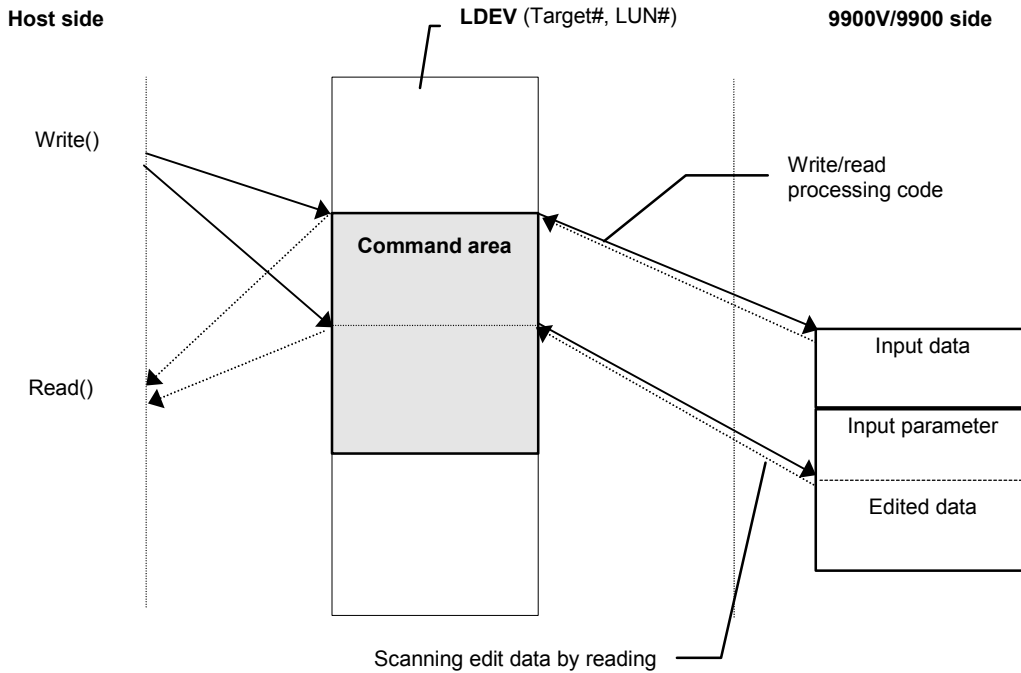 Host side
LDEV (Target#, LUN#)
9900V/9900 side
Write()
Write/read
processing code
Command area
Input data
Read()
Input parameter
Edited data
Scanning edit data by reading